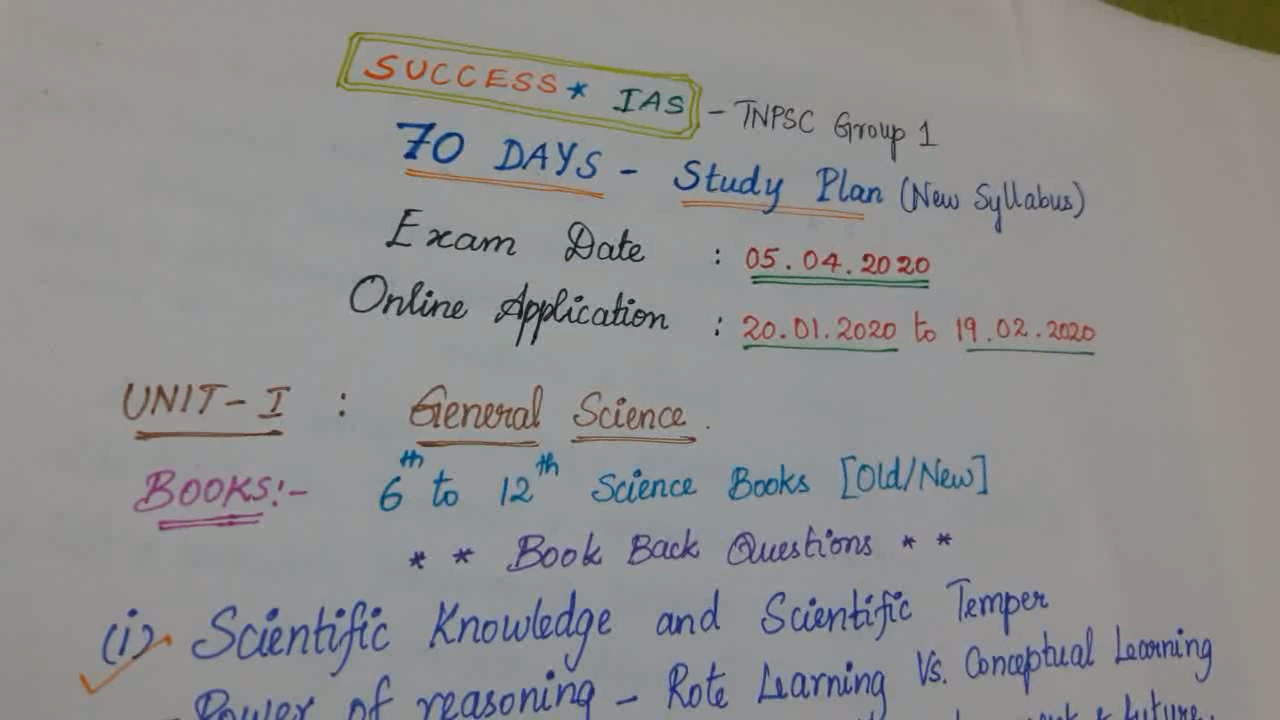 SUCCESS * IAS - TNPSC Group 1
70 DAYS - Study Plan (New Syllabus)
Exam Date : 05.04.2020
Online Application : 20.01.2020 to 19.02.2020
UNIT-I : General Science.
BOOKS:- 6th to 12th Science Books [Old/New]
* * Book Back Questions * *
(i) Scientific Knowledge and Scientific Temper
Power of reasoning - Rote Learning Vs. Conceptual Learning
future.